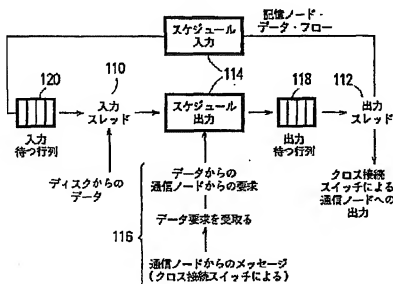 スケジュール
入力
記憶ノード・
データ・フロー
120
110
114
118
112
入力
スレッド
スケジュール
出力
出力
スレッド
入力
待つ行列
出力
待つ行列
ディスクからの
データ
データからの
通信ノードからの要求
クロス接続
スイッチによる
通信ノードへの
出力
116
データ要求を受取る
通信ノードからのメッセージ
(クロス接続スイッチによる)